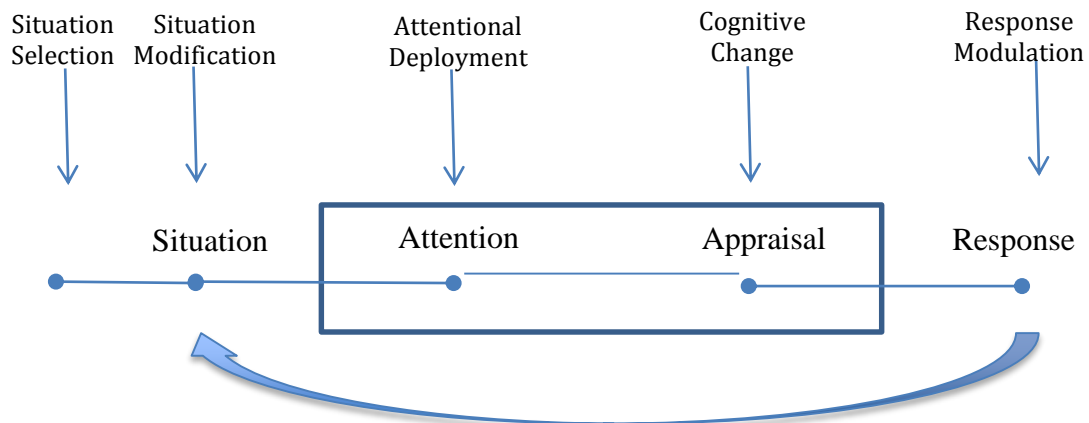 Situation
Selection
Situation
Modification
Attentional
Deployment
Cognitive
Change
Response
Modulation
Situation
Attention
Appraisal
Response